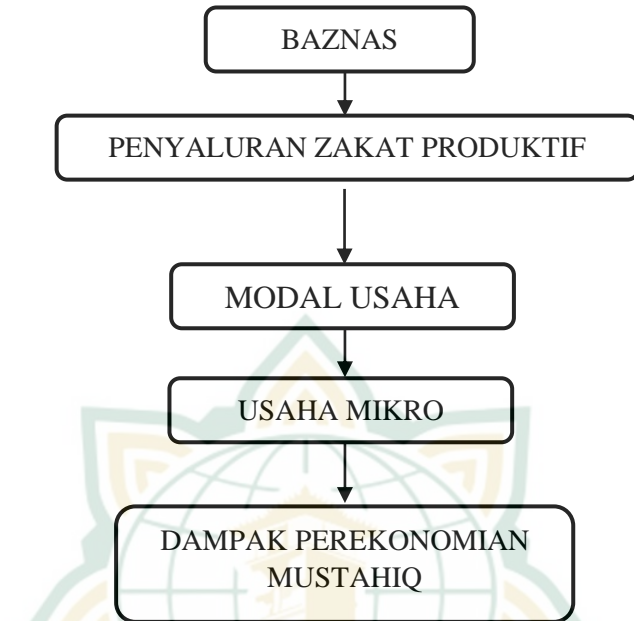 BAZNAS
PENYALURAN ZAKAT PRODUKTIF
MODAL USAHA
USAHA MIKRO
DAMPAK PEREKONOMIAN
MUSTAHIQ